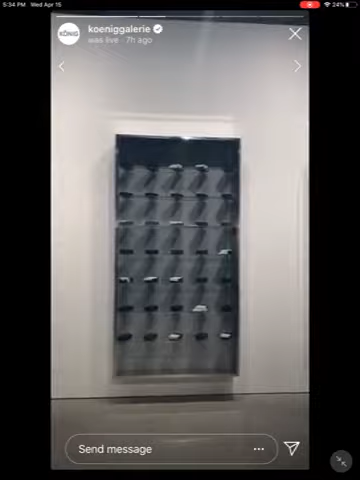 5:34 PM Wed Apr 15
24%
KÖNIG
koeniggalerie
was live · 7h ago
Send message